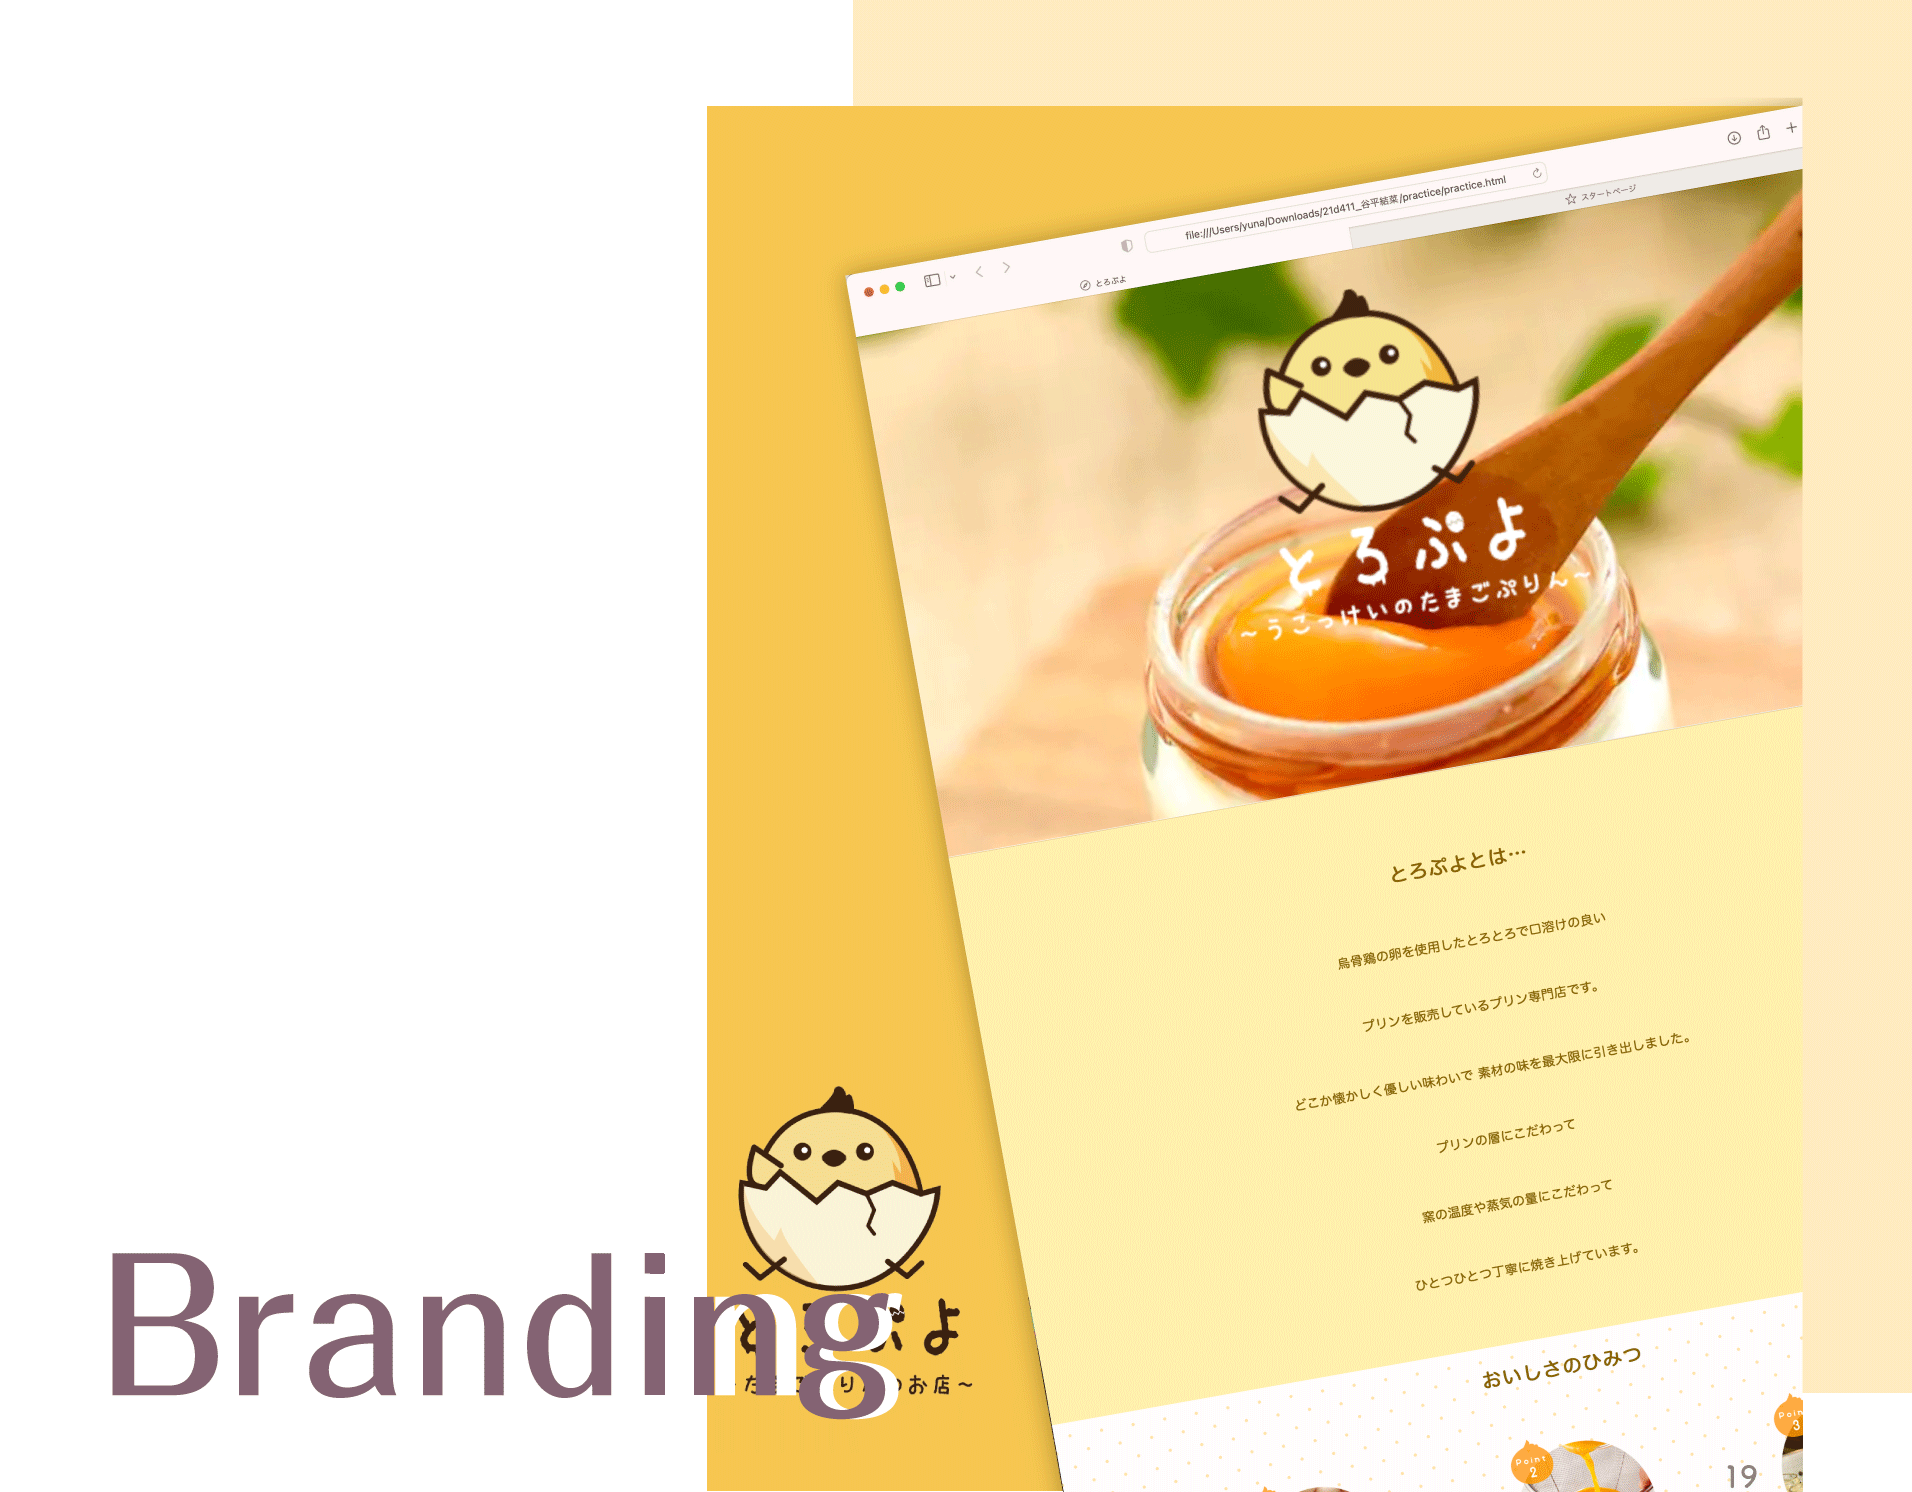 file:///Users/yuna/Downloads/21d411_谷平結菜/practice/practice.html
とろぷよ
スタートページ
とろぷよ
~うこっけいのたまごぷりん~
とろぷよとは…
烏骨鶏の卵を使用したとろとろで口溶けの良い
プリンを販売しているプリン専門店です。
どこか懐かしく優しい味わいで 素材の味を最大限に引き出しました。
プリンの層にこだわって
窯の温度や蒸気の量にこだわって
ひとつひとつ丁寧に焼き上げています。
おいしさのひみつ
Point
2
Point
3
Branding
お店~
19